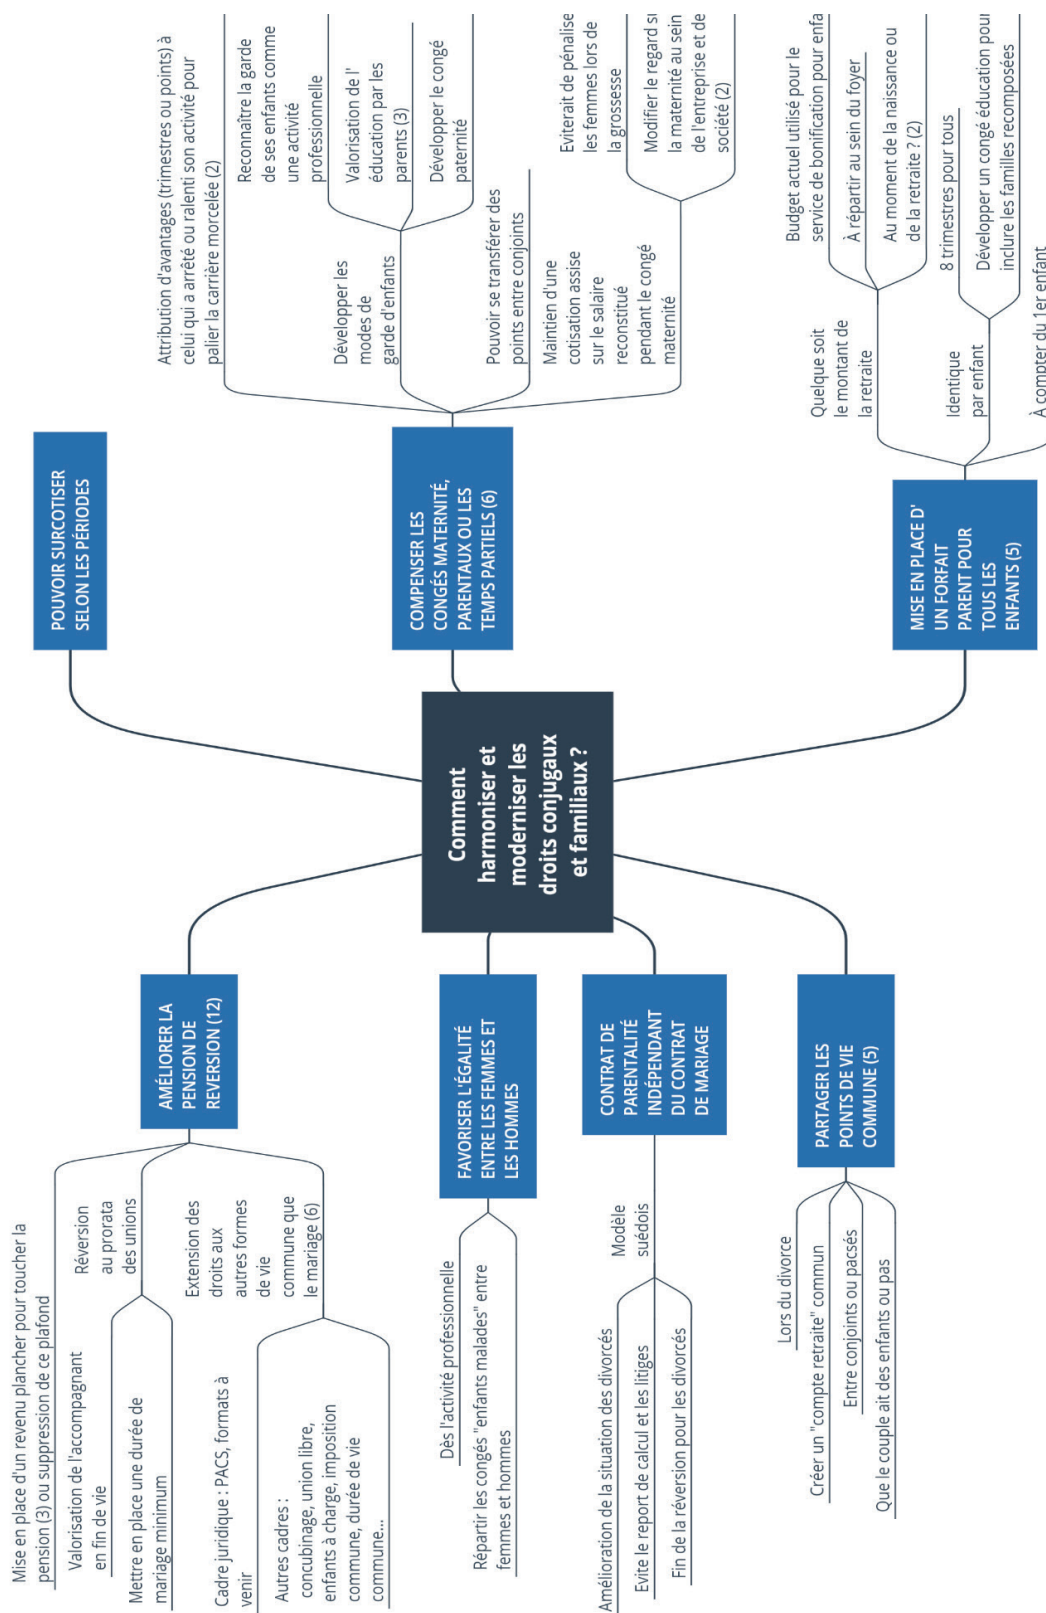 Comment
harmoniser et
moderniser les
droits conjugaux
et familiaux ?
AMÉLIORER LA
PENSION DE
REVERSION (12)
Mise en place d'un revenu plancher pour toucher la
pension (3) ou suppression de ce plafond
Réversion
au prorata
des unions
Valorisation de l'accompagnant
en fin de vie
Mettre en place une durée de
mariage minimum
Extension des
droits aux
autres formes
de vie
commune que
le mariage (6)
Cadre juridique : PACS, formats à
venir
Autres cadres :
concubinage, union libre,
enfants à charge, imposition
commune, durée de vie
commune...
FAVORISER L'ÉGALITÉ
ENTRE LES FEMMES ET
LES HOMMES
Dès l'activité professionnelle
Répartir les congés "enfants malades" entre
femmes et hommes
CONTRAT DE
PARENTALITÉ
INDÉPENDANT
DU CONTRAT
DE MARIAGE
Modèle
suédois
Amélioration de la situation des divorcés
Evite le report de calcul et les litiges
Fin de la réversion pour les divorcés
PARTAGER LES
POINTS DE VIE
COMMUNE (5)
Lors du divorce
Créer un "compte retraite" commun
Entre conjoints ou pacsés
Que le couple ait des enfants ou pas
POUVOIR SURCOTISER
SELON LES PÉRIODES
COMPENSER LES
CONGÉS MATERNITÉ,
PARENTAUX OU LES
TEMPS PARTIELS (6)
Attribution d'avantages (trimestres ou points) à
celui qui a arrêté ou ralenti son activité pour
palier la carrière morcelée (2)
Développer les
modes de
garde d'enfants
Reconnaître la garde
de ses enfants comme
une activité
professionnelle
Valorisation de l'
éducation par les
parents (3)
Développer le congé
paternité
Pouvoir se transférer des
points entre conjoints
Maintien d'une
cotisation assise
sur le salaire
reconstitué
pendant le congé
maternité
Eviterait de pénalise
les femmes lors de
la grossesse
Modifier le regard su
la maternité au sein
de l'entreprise et de
société (2)
MISE EN PLACE D'
UN FORFAIT
PARENT POUR
TOUS LES
ENFANTS (5)
Quelque soit
le montant de
la retraite
Budget actuel utilisé pour le
service de bonification pour enfa
À répartir au sein du foyer
Au moment de la naissance ou
de la retraite ? (2)
Identique
par enfant
8 trimestres pour tous
Développer un congé éducation pour
inclure les familles recomposées
À compter du 1er enfant